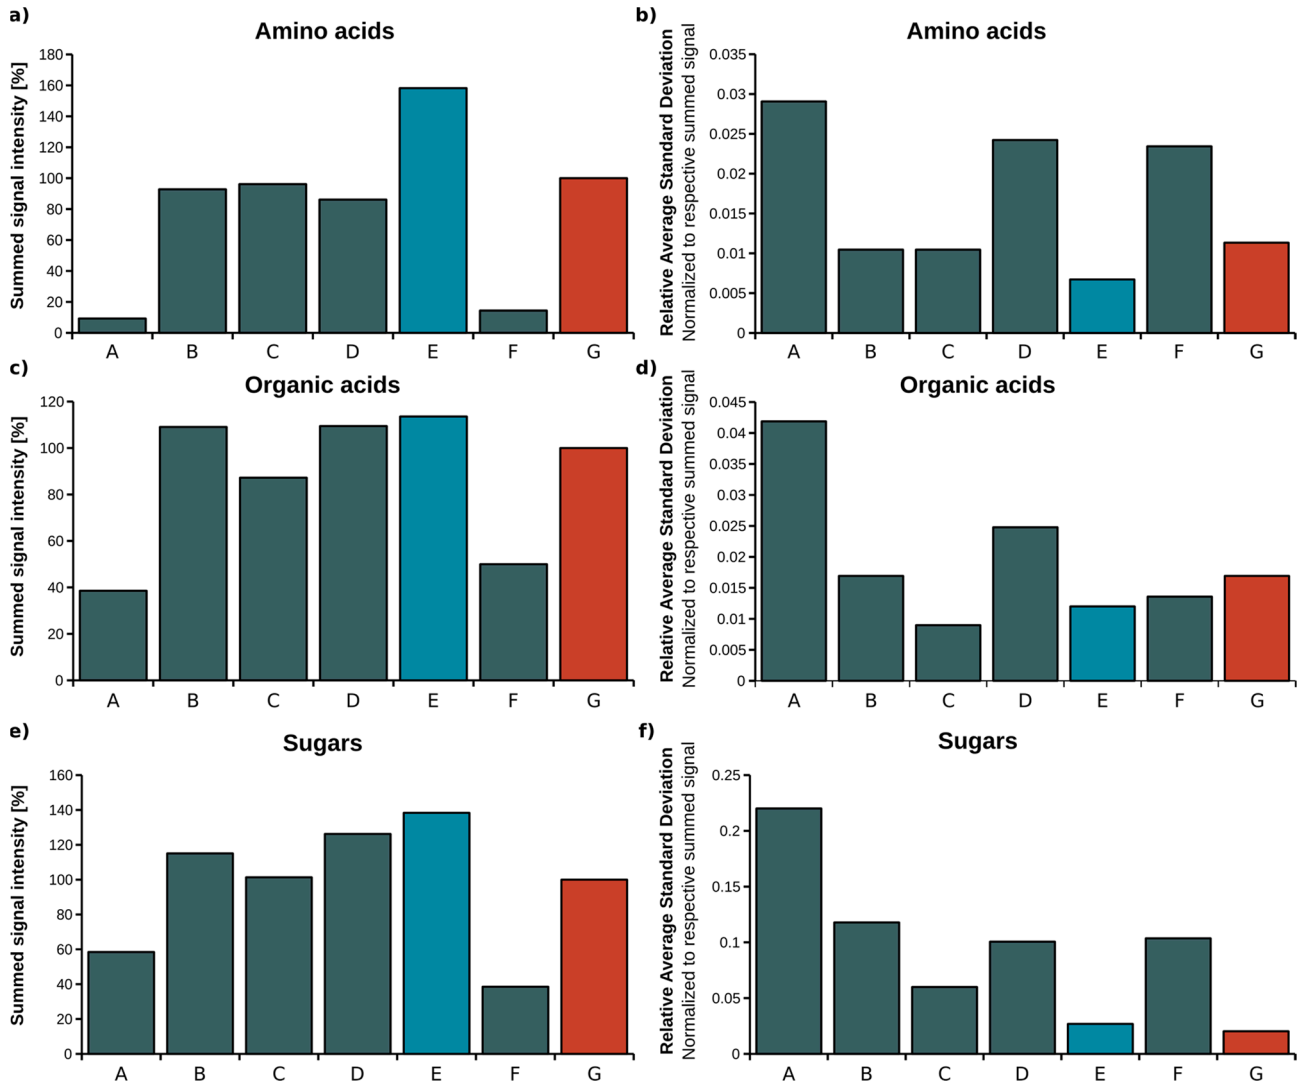 a)
Amino acids
Summed signal intensity [%]
180
160
140
120
100
80
60
40
20
0
A B C D E F G
b)
Amino acids
Relative Average Standard Deviation
Normalized to respective summed signal
0.035
0.03
0.025
0.02
0.015
0.01
0.005
0
A B C D E F G
c)
Organic acids
Summed signal intensity [%]
120
100
80
60
40
20
0
A B C D E F G
d)
Organic acids
Relative Average Standard Deviation
Normalized to respective summed signal
0.045
0.04
0.035
0.03
0.025
0.02
0.015
0.01
0.005
0
A B C D E F G
e)
Sugars
Summed signal intensity [%]
160
140
120
100
80
60
40
20
0
A B C D E F G
f)
Sugars
Relative Average Standard Deviation
Normalized to respective summed signal
0.25
0.2
0.15
0.1
0.05
0
A B C D E F G